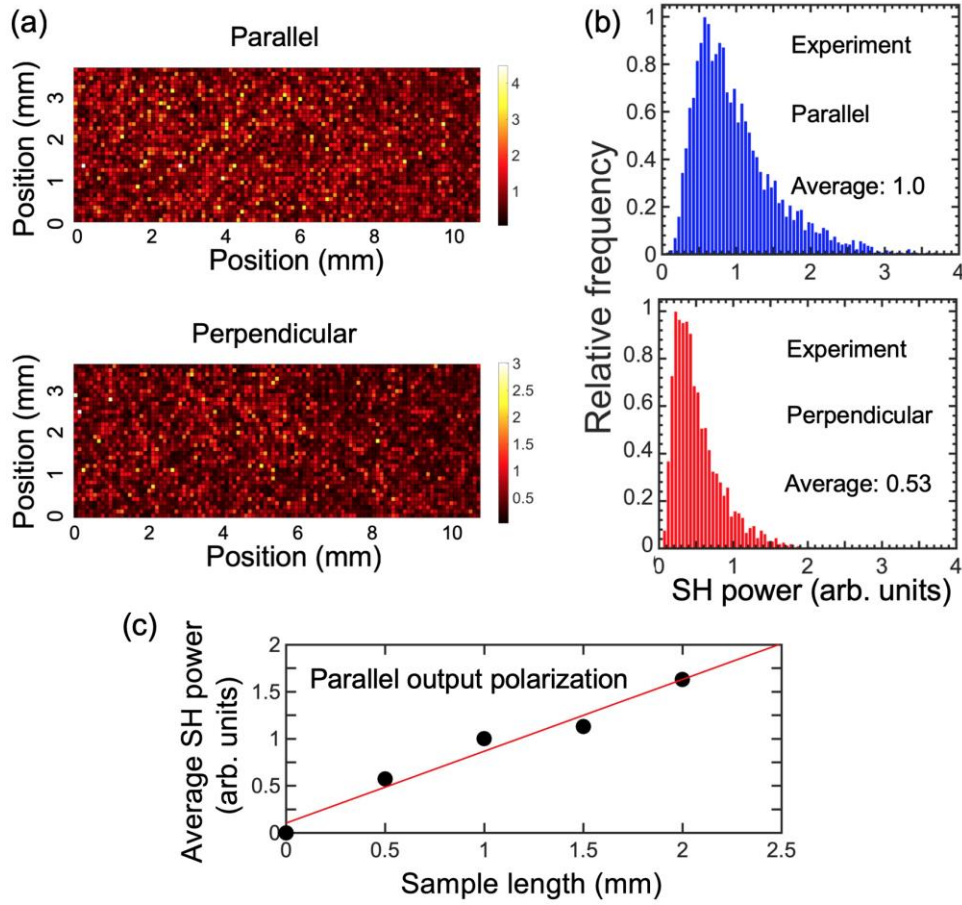 (a)
Parallel
Position (mm)
3
2
1
0
0 2 4 6 8 10
Position (mm)
4
3
2
1
Perpendicular
Position (mm)
3
2
1
0
0 2 4 6 8 10
Position (mm)
3
2.5
2
1.5
1
0.5
(b)
Relative frequency
1
0.8
0.6
0.4
0.2
0
Experiment
Parallel
Average: 1.0
0 1 2 3 4
1
0.8
0.6
0.4
0.2
0
Experiment
Perpendicular
Average: 0.53
0 1 2 3 4
SH power (arb. units)
(c)
Average SH power
(arb. units)
2
1.5
1
0.5
0
Parallel output polarization
0 0.5 1 1.5 2 2.5
Sample length (mm)